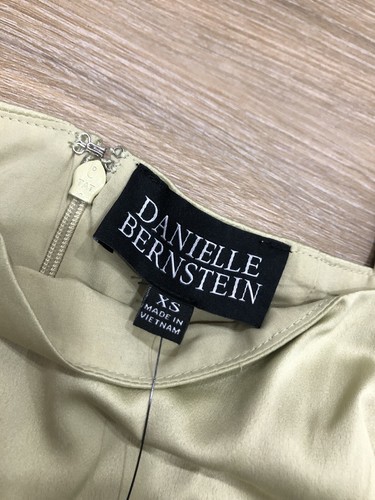 DANIELLE
BERNSTEIN
XS
MADE IN
VIETNAM